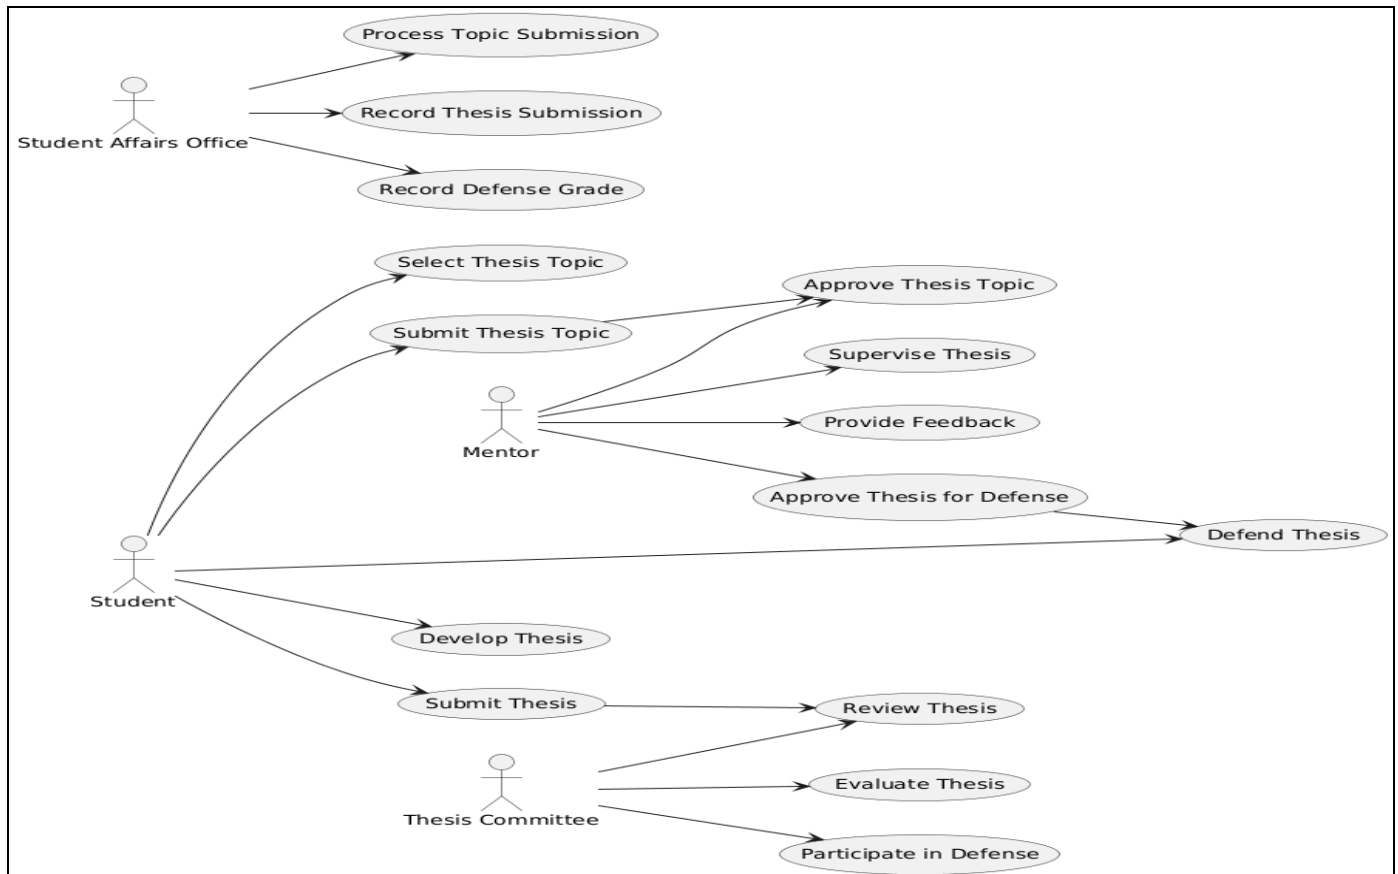 Process Topic Submission
Record Thesis Submission
Student Affairs Office
Record Defense Grade
Select Thesis Topic
Approve Thesis Topic
Submit Thesis Topic
Supervise Thesis
Provide Feedback
Mentor
Approve Thesis for Defense
Defend Thesis
Student
Develop Thesis
Submit Thesis
Review Thesis
Evaluate Thesis
Thesis Committee
Participate in Defense